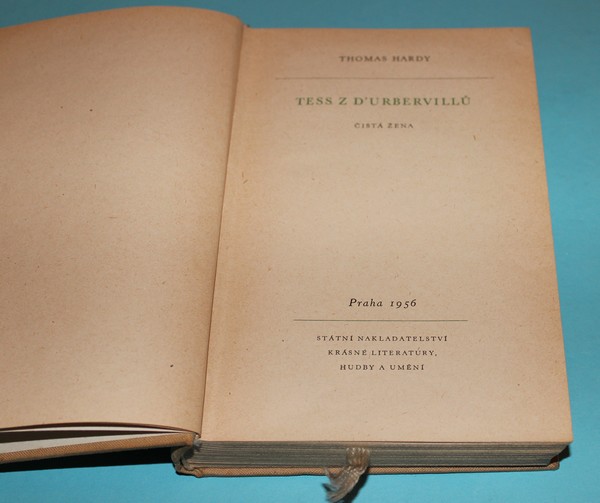 THOMAS HARDY
TESS Z D'URBERVILLŮ
ČISTÁ ŽENA
Praha 1956
STÁTNÍ NAKLADATELSTVÍ
KRÁSNÉ LITERATURY,
HUDBY A UMĚNÍ